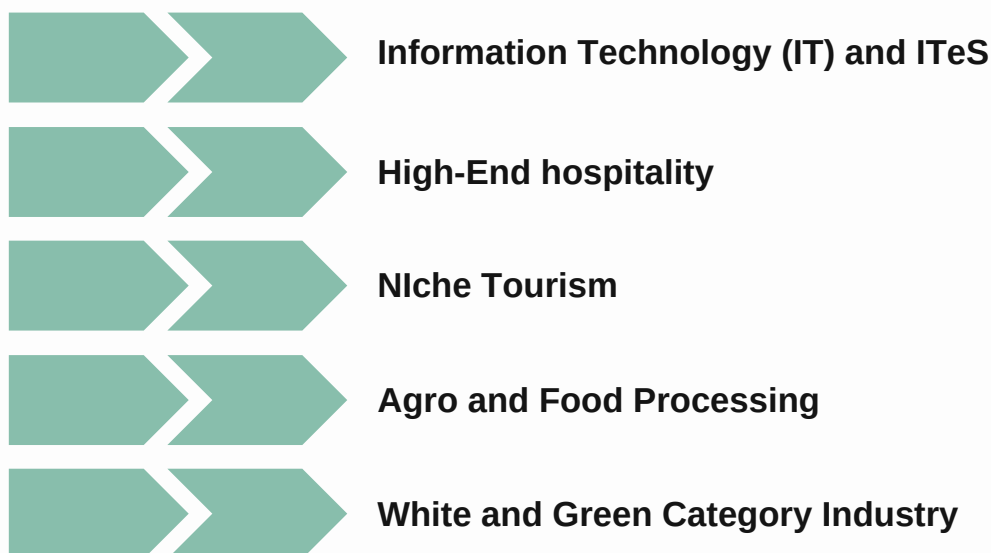 Information Technology (IT) and ITeS
High-End hospitality
NIche Tourism
Agro and Food Processing
White and Green Category Industry